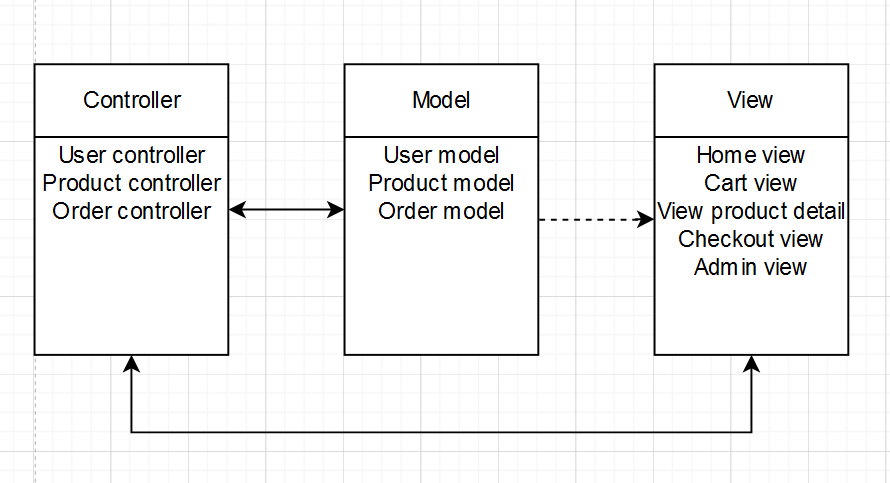 Controller
User controller
Product controller
Order controller
Model
User model
Product model
Order model
View
Home view
Cart view
View product detail
Checkout view
Admin view